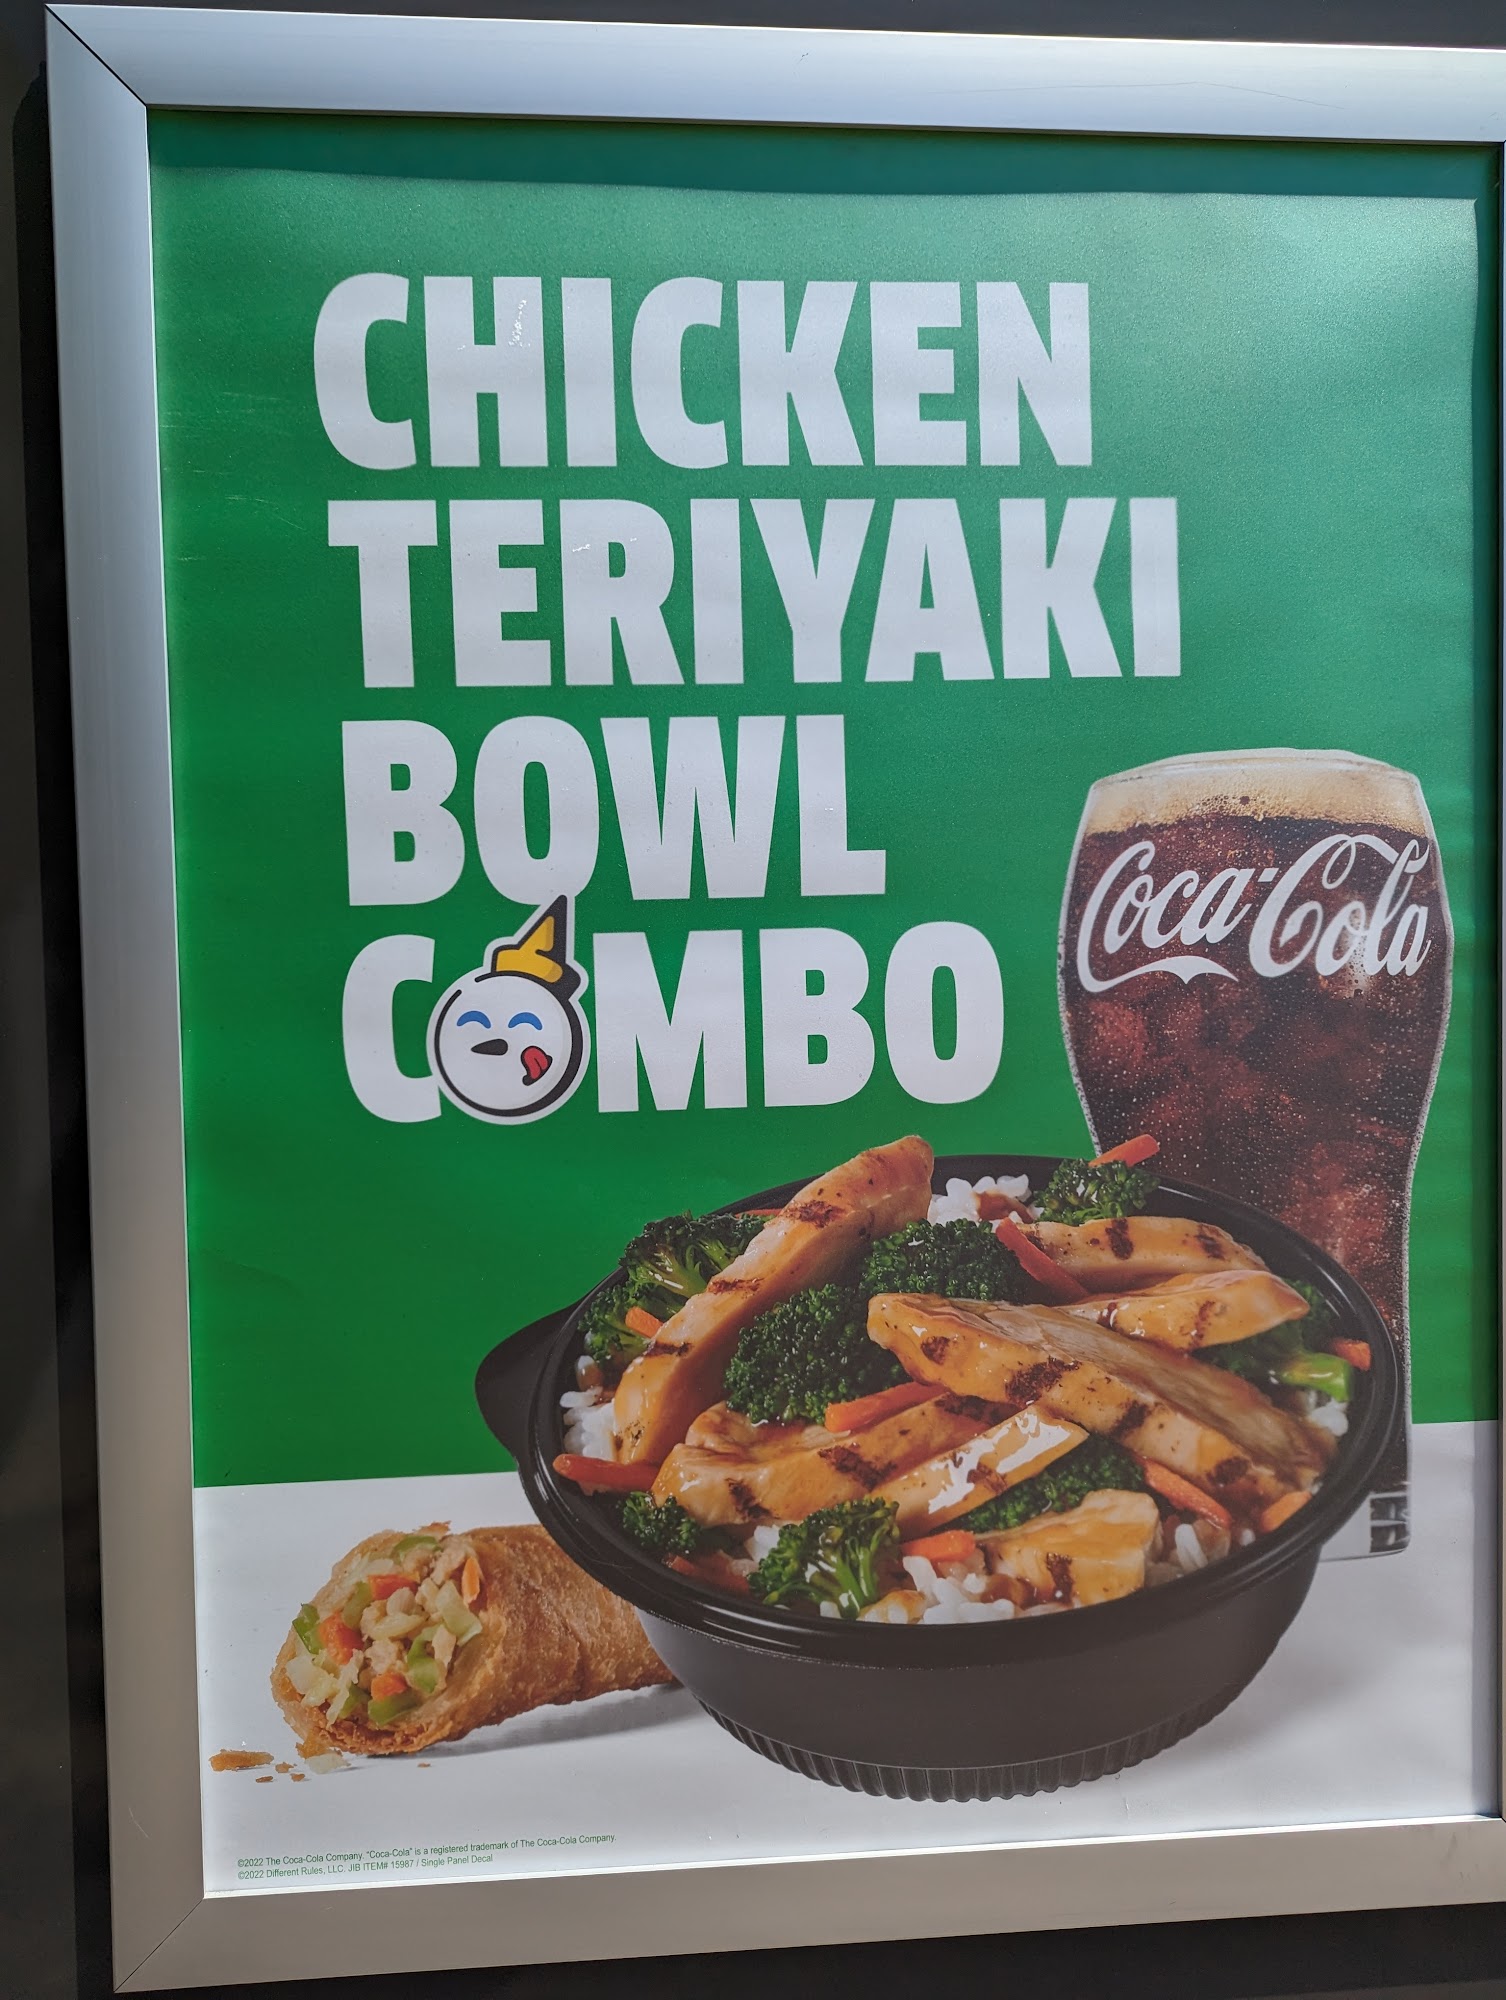 CHICKEN
TERIYAKI
BOWL
COMBO
Coca-Cola
©2022 The Coca-Cola Company. "Coca-Cola" is a registered trademark of The Coca-Cola Company.
©2022 Different Rules, LLC. JIB ITEM# 15987 / Single Panel Decal